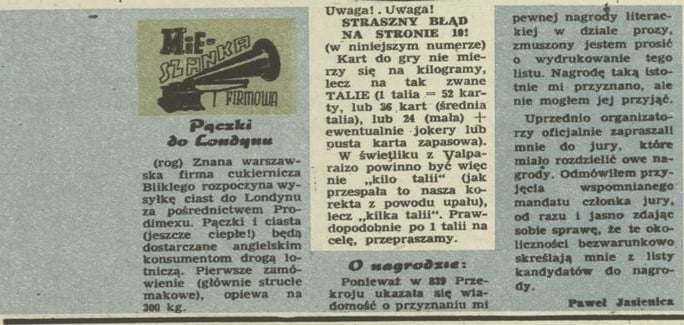 MIE-
SZANKA
FIRMOWA
Pączki
do Londynu
(rog) Znana warszaw-
ska firma cukiernicza
Bliklego rozpoczyna wy-
syłkę ciast do Londynu
za pośrednictwem Pro-
dimexu. Pączki i ciasta
(jeszcze ciepłe!) będą
dostarczane angielskim
konsumentom drogą lo-
tniczą. Pierwsze zamó-
wienie (głównie strucle
makowe), opiewa na
300 kg.
Uwaga! . Uwaga!
STRASZNY BŁĄD
NA STRONIE 10!
(w niniejszym numerze)
Kart do gry nie mie-
rzy się na kilogramy,
lecz na tak zwane
TALIE (1 talia = 52 kar-
ty, lub 36 kart (średnia
talia), lub 24 (mała) +
ewentualnie jokery lub
pusta karta zapasowa).
W świetliku z Valpa-
raizo powinno być więc
nie „kilo talii“ (jak
przespała to nasza ko-
rekta z powodu upału),
lecz „kilka talii“. Praw-
dopodobnie po 1 talii na
celę, przepraszamy.
O nagrodzie:
Ponieważ w 839 Prze-
kroju ukazała się wia-
domość o przyznaniu mi
pewnej nagrody literac-
kiej w dziale prozy,
zmuszony jestem prosić
o wydrukowanie tego
listu. Nagrodę taką isto-
tnie mi przyznano, ale
nie mogłem jej przyjąć.
Uprzednio organizato-
rzy oficjalnie zapraszali
mnie do jury, które
miało rozdzielić owe na-
grody. Odmówiłem przy-
jęcia wspomnianego
mandatu członka jury,
od razu i jasno zdając
sobie sprawę, że te oko-
liczności bezwarunkowo
skreślają mnie z listy
kandydatów do nagro-
dy.
Paweł Jasienica